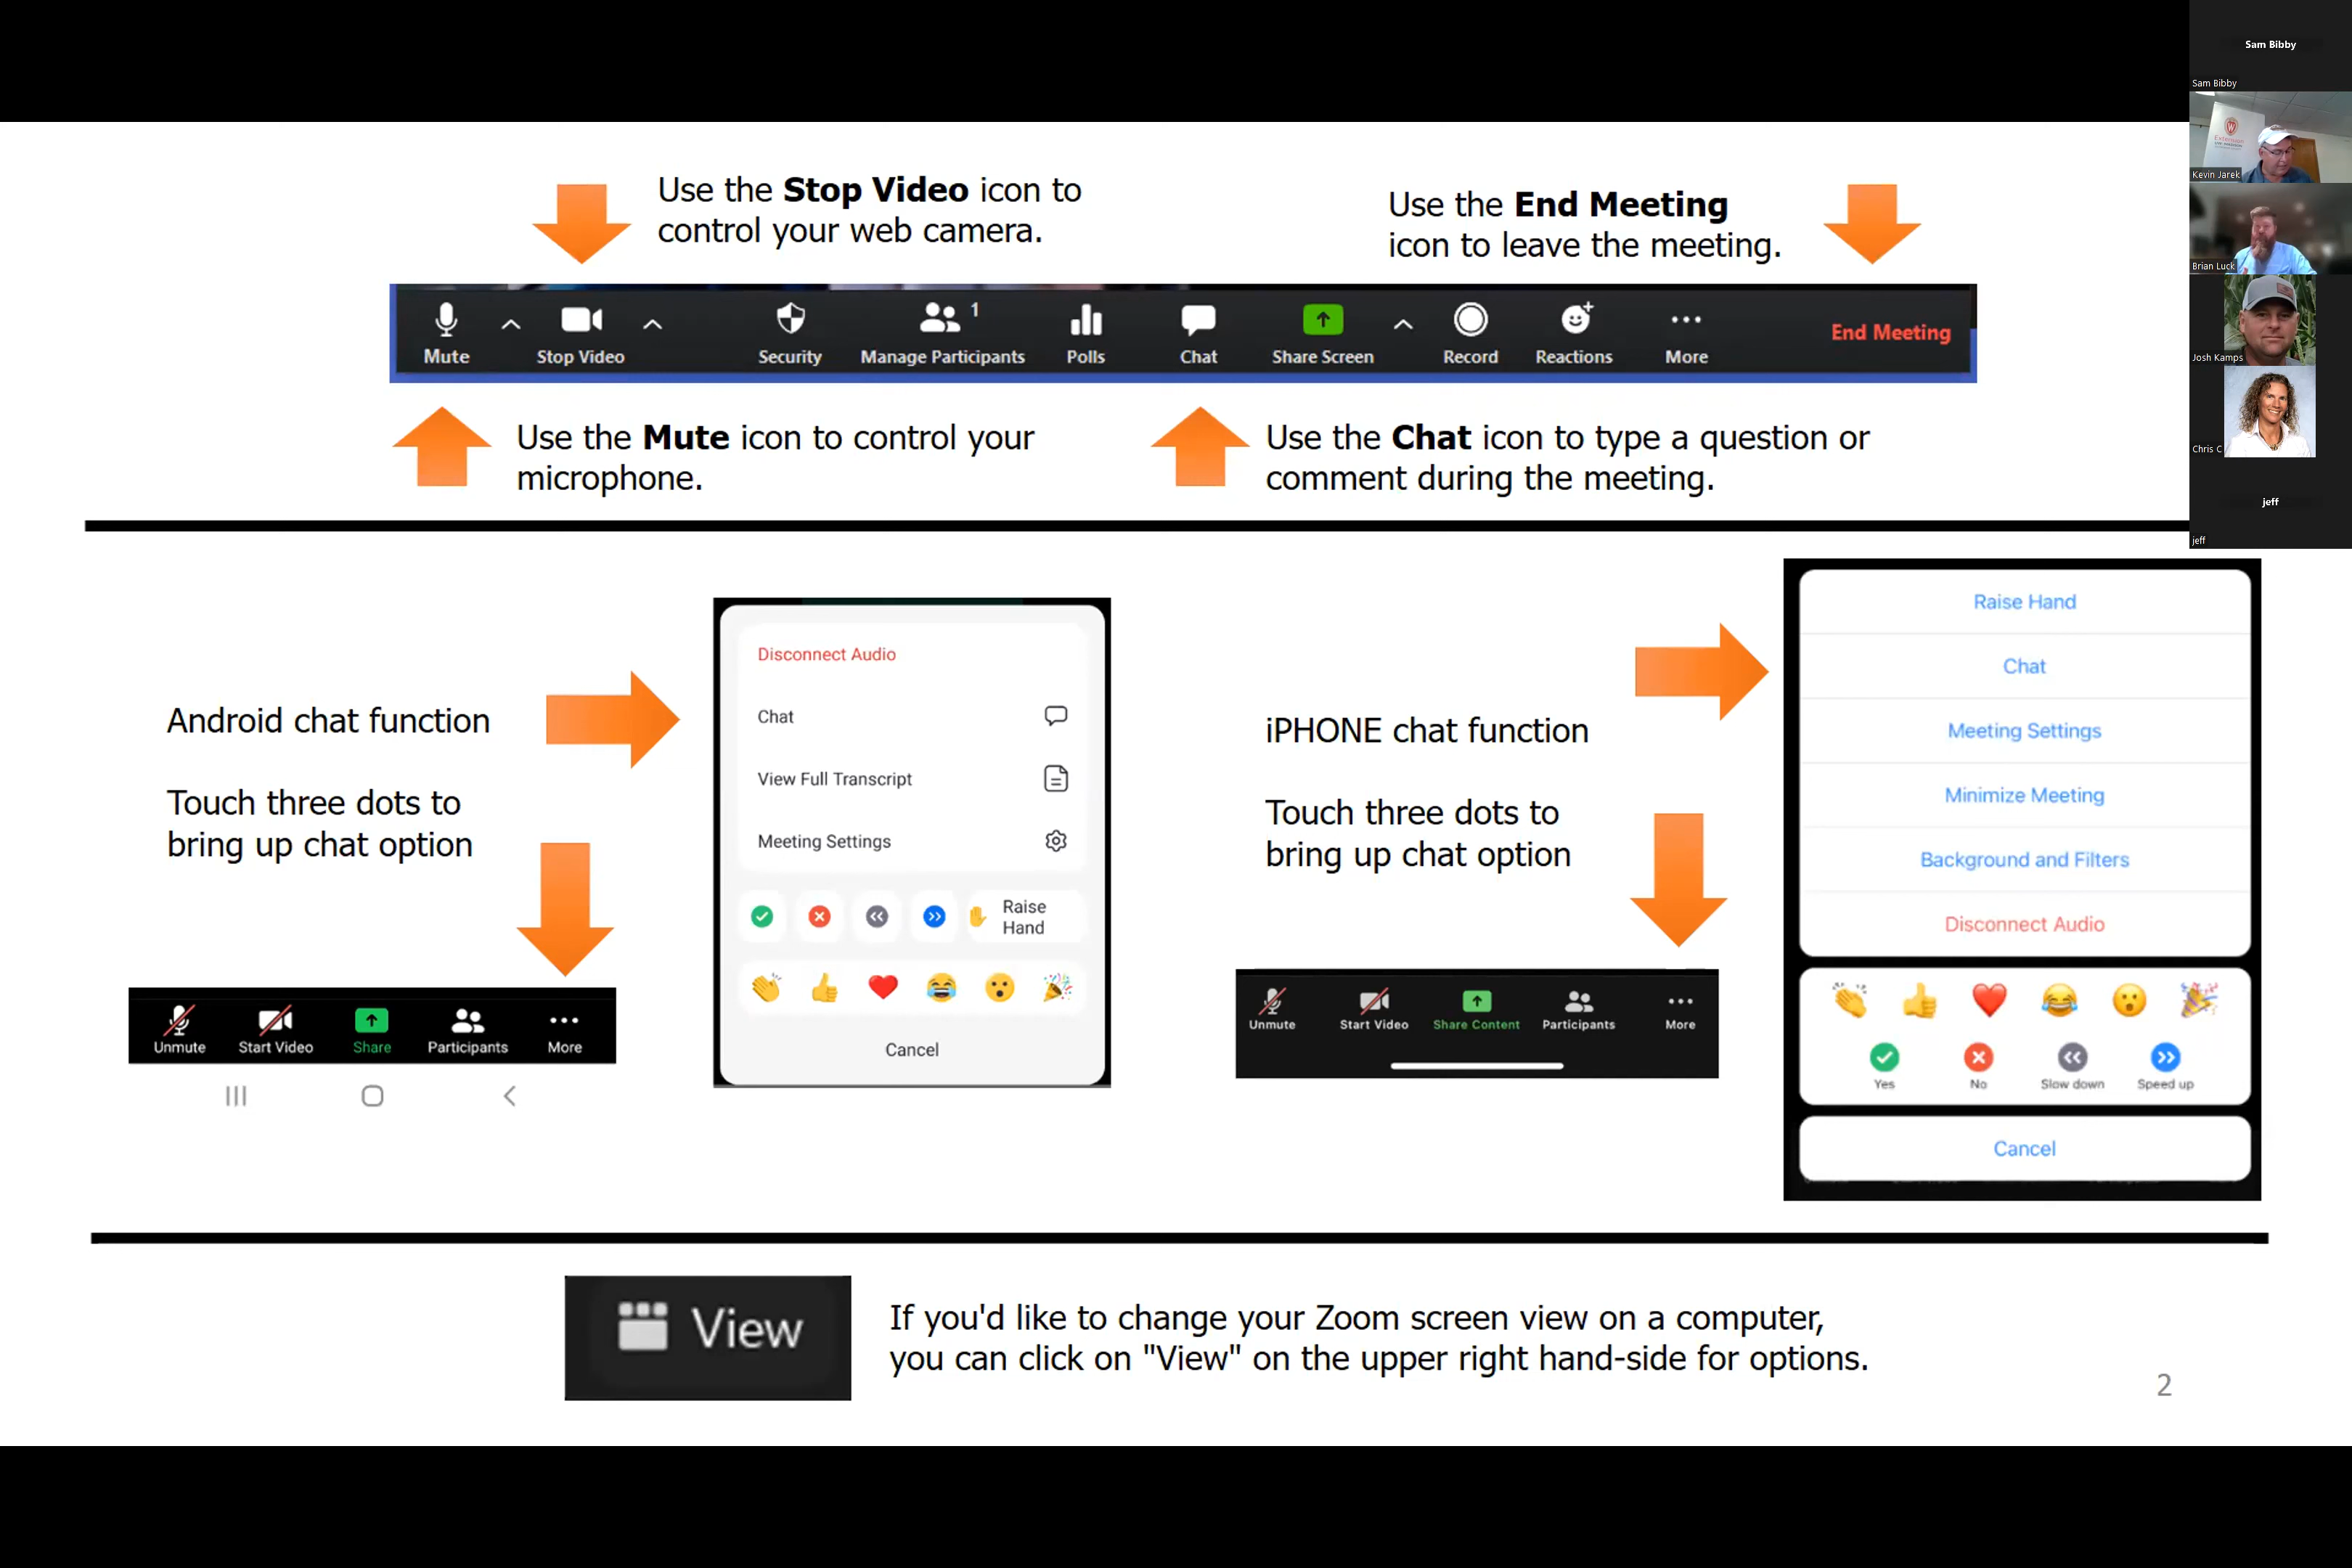 Sam Bibby
Sam Bibby
Kevin Jarek
Brian Luck
Josh Kamps
Chris C
jeff
jeff
Use the Stop Video icon to
control your web camera.
Use the End Meeting
icon to leave the meeting.
Mute
Stop Video
Security
Manage Participants
1
Polls
Chat
Share Screen
Record
Reactions
More
End Meeting
Use the Mute icon to control your
microphone.
Use the Chat icon to type a question or
comment during the meeting.
Android chat function
Touch three dots to
bring up chat option
Unmute
Start Video
Share
Participants
More
Disconnect Audio
Chat
View Full Transcript
Meeting Settings
Raise
Hand
Cancel
iPHONE chat function
Touch three dots to
bring up chat option
Unmute
Start Video
Share Content
Participants
More
Raise Hand
Chat
Meeting Settings
Minimize Meeting
Background and Filters
Disconnect Audio
Yes
No
Slow down
Speed up
Cancel
View
If you'd like to change your Zoom screen view on a computer,
you can click on "View" on the upper right hand-side for options.
2